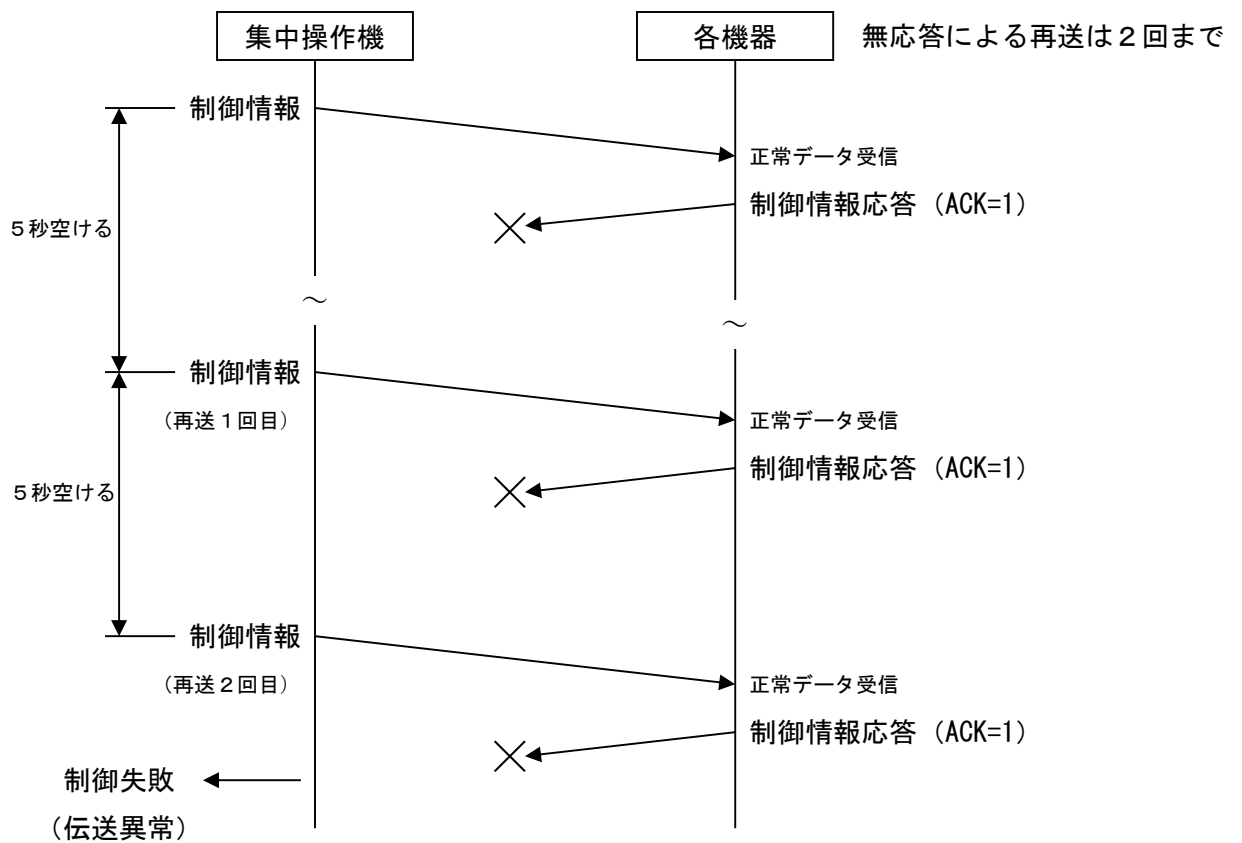 集中操作機
各機器
無応答による再送は２回まで
制御情報
正常データ受信
制御情報応答（ACK=1）
５秒空ける
～
～
制御情報
（再送１回目）
正常データ受信
制御情報応答（ACK=1）
５秒空ける
制御情報
（再送２回目）
正常データ受信
制御情報応答（ACK=1）
制御失敗
（伝送異常）